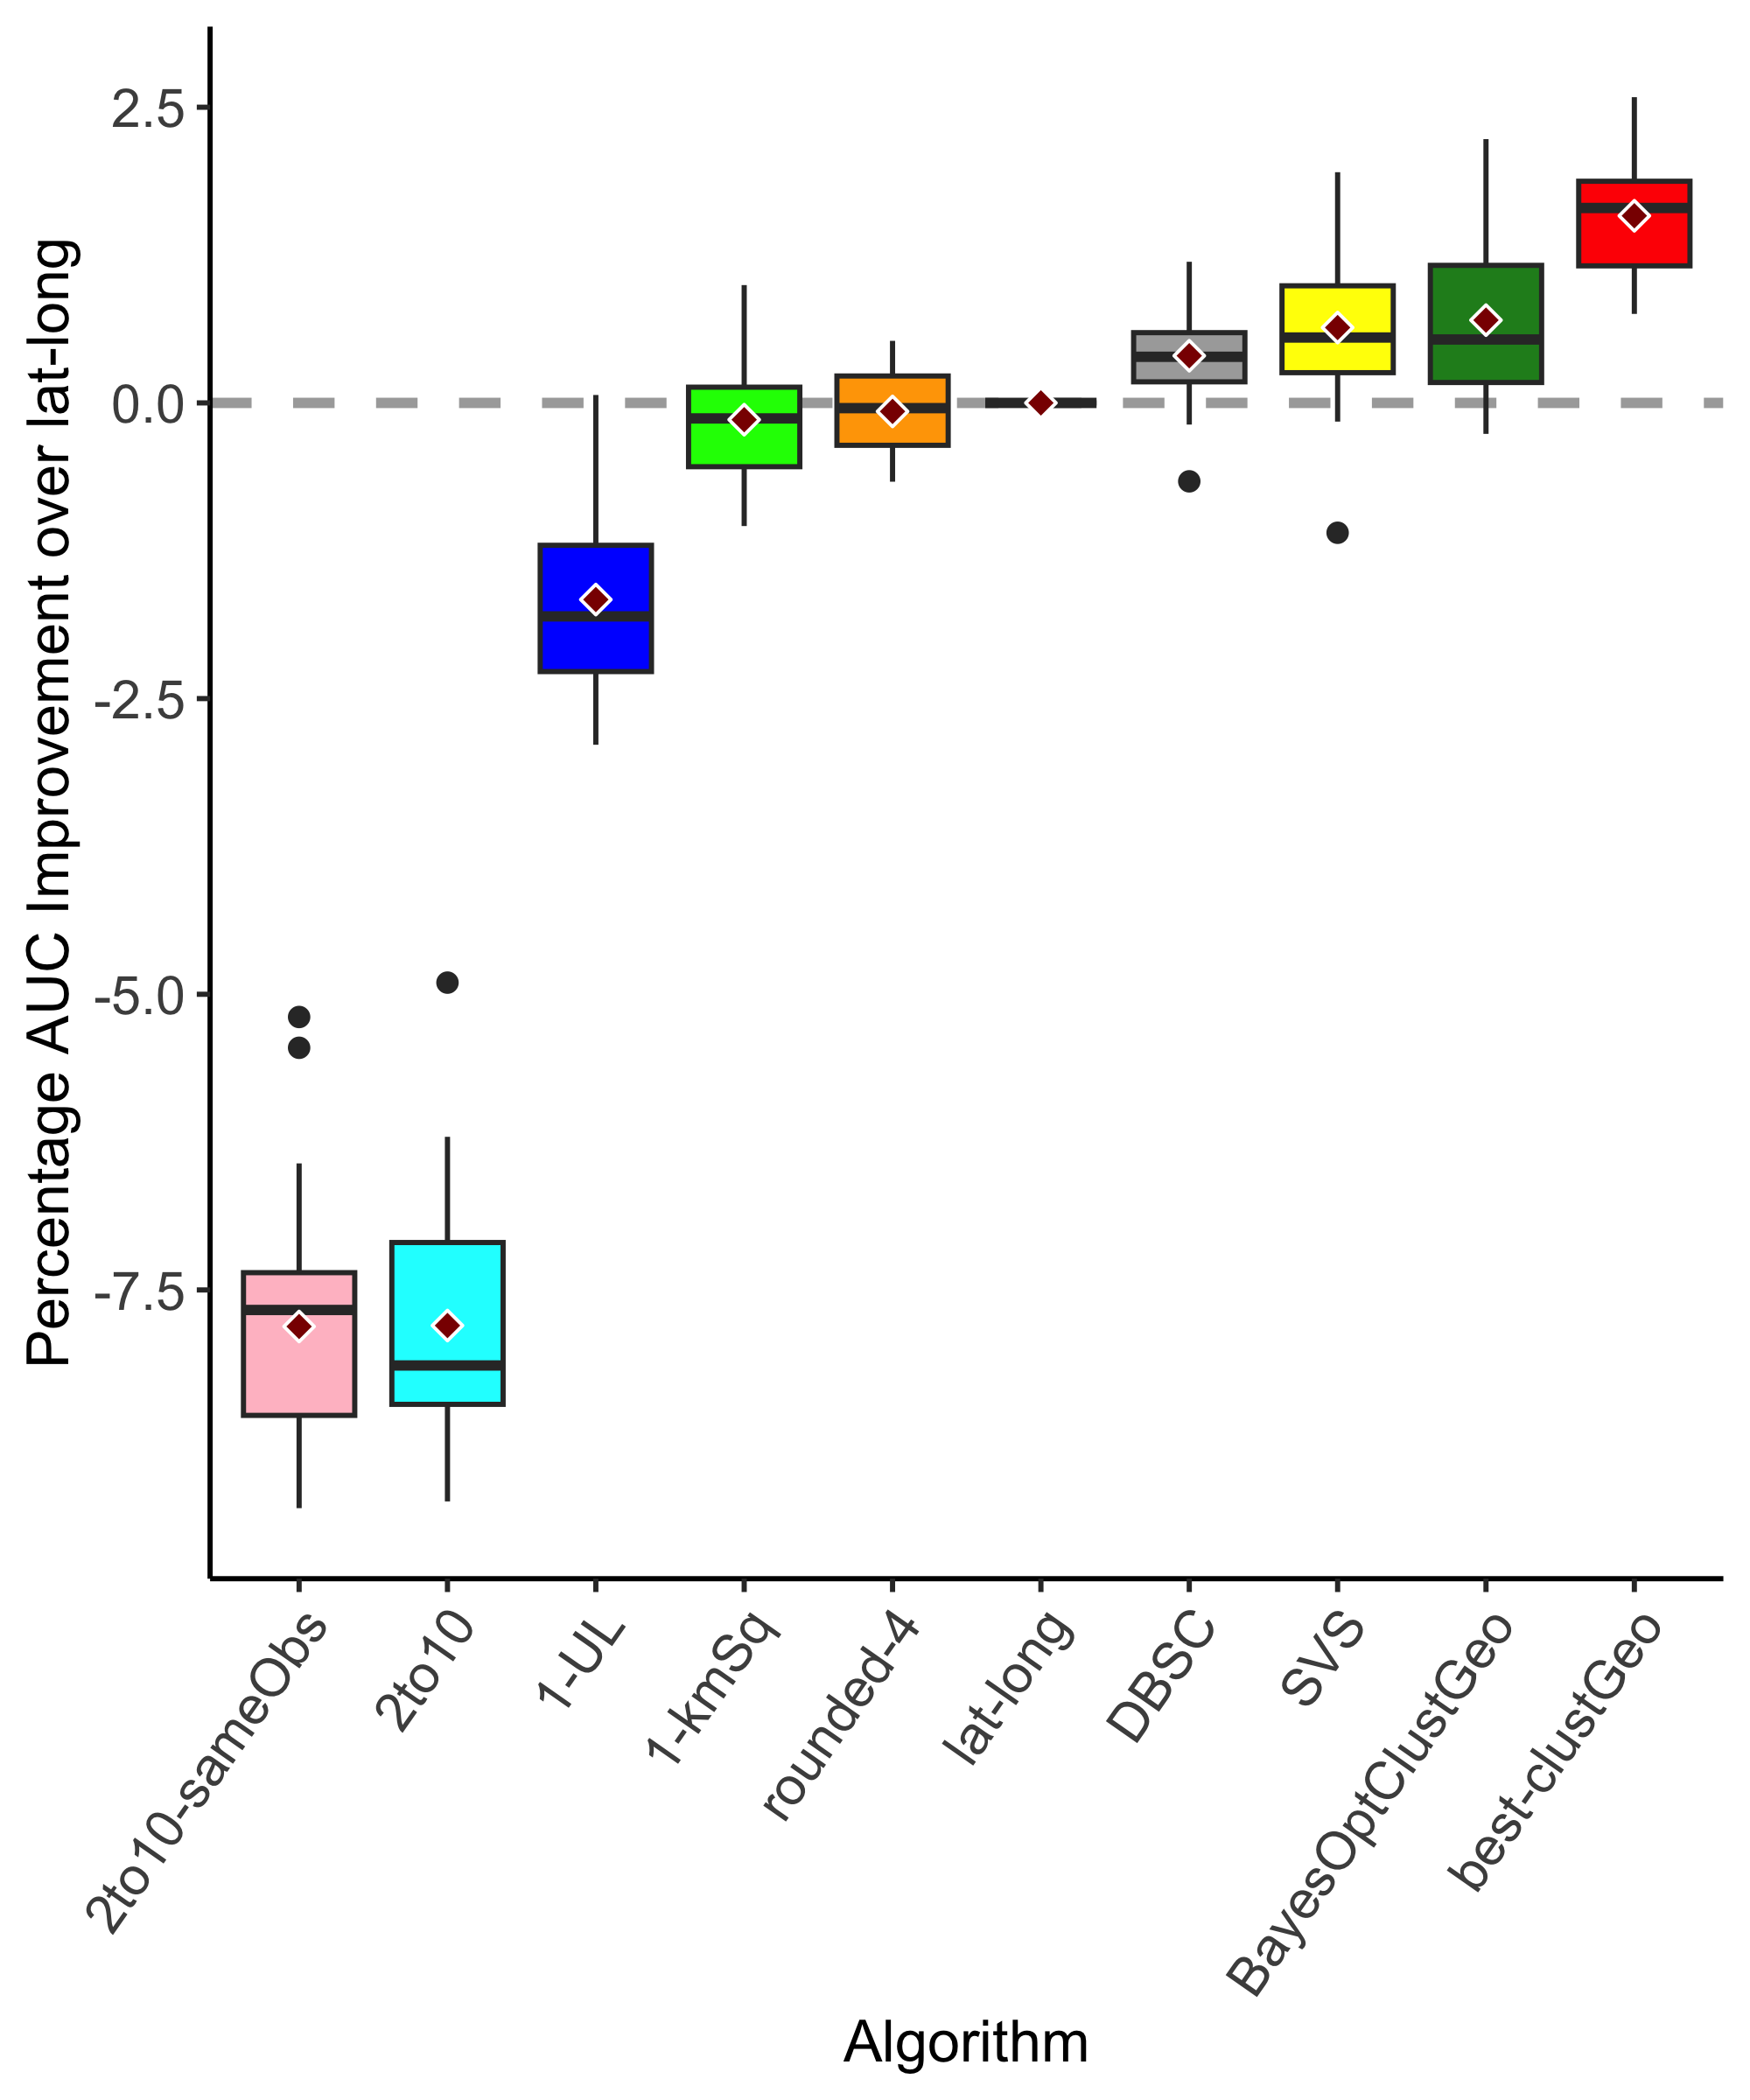 Percentage AUC Improvement over lat-long
2.5
0.0
-2.5
-5.0
-7.5
2to10-sameObs
2to10
1-UL
1-kmSq
rounded-4
lat-long
DBSC
SVS
BayesOptClustGeo
best-clustGeo
Algorithm